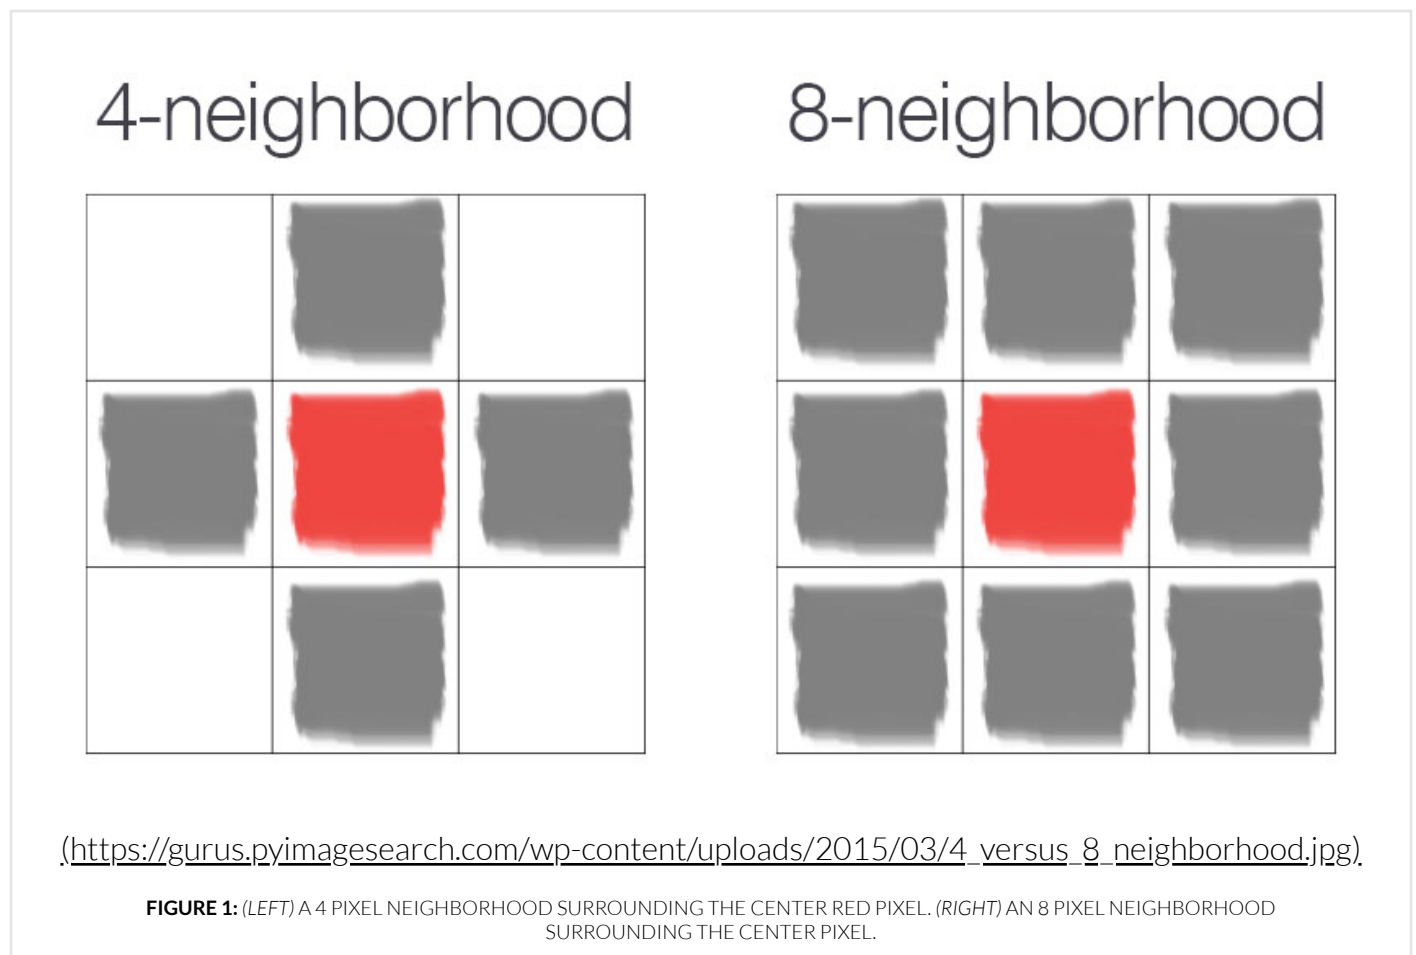 4-neighborhood 8-neighborhood
(https://gurus.pyimagesearch.com/wp-content/uploads/2015/03/4_versus_8_neighborhood.jpg)
FIGURE 1: (LEFT) A 4 PIXEL NEIGHBORHOOD SURROUNDING THE CENTER RED PIXEL. (RIGHT) AN 8 PIXEL NEIGHBORHOOD
SURROUNDING THE CENTER PIXEL.